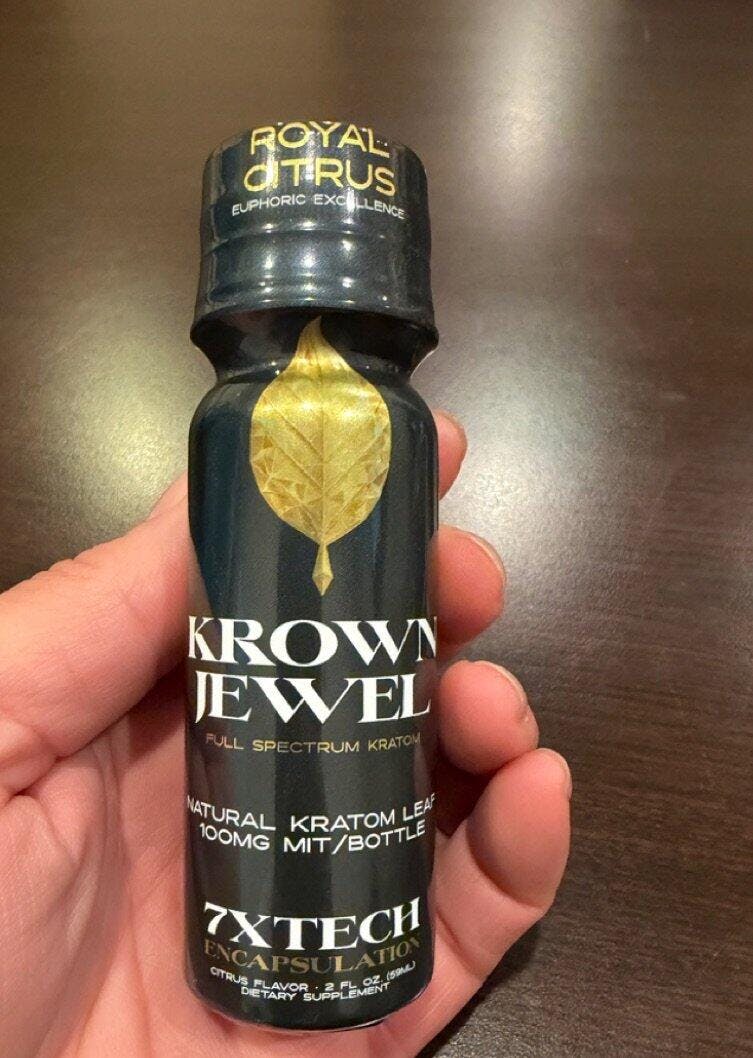 ROYAL
CITRUS
EUPHORIC EXCELLENCE
KROWN
JEWEL
FULL SPECTRUM KRATOM
NATURAL KRATOM LEAF
100MG MIT/BOTTLE
7XTECH
ENCAPSULATION
CITRUS FLAVOR · 2 FL OZ. (59ML)
DIETARY SUPPLEMENT